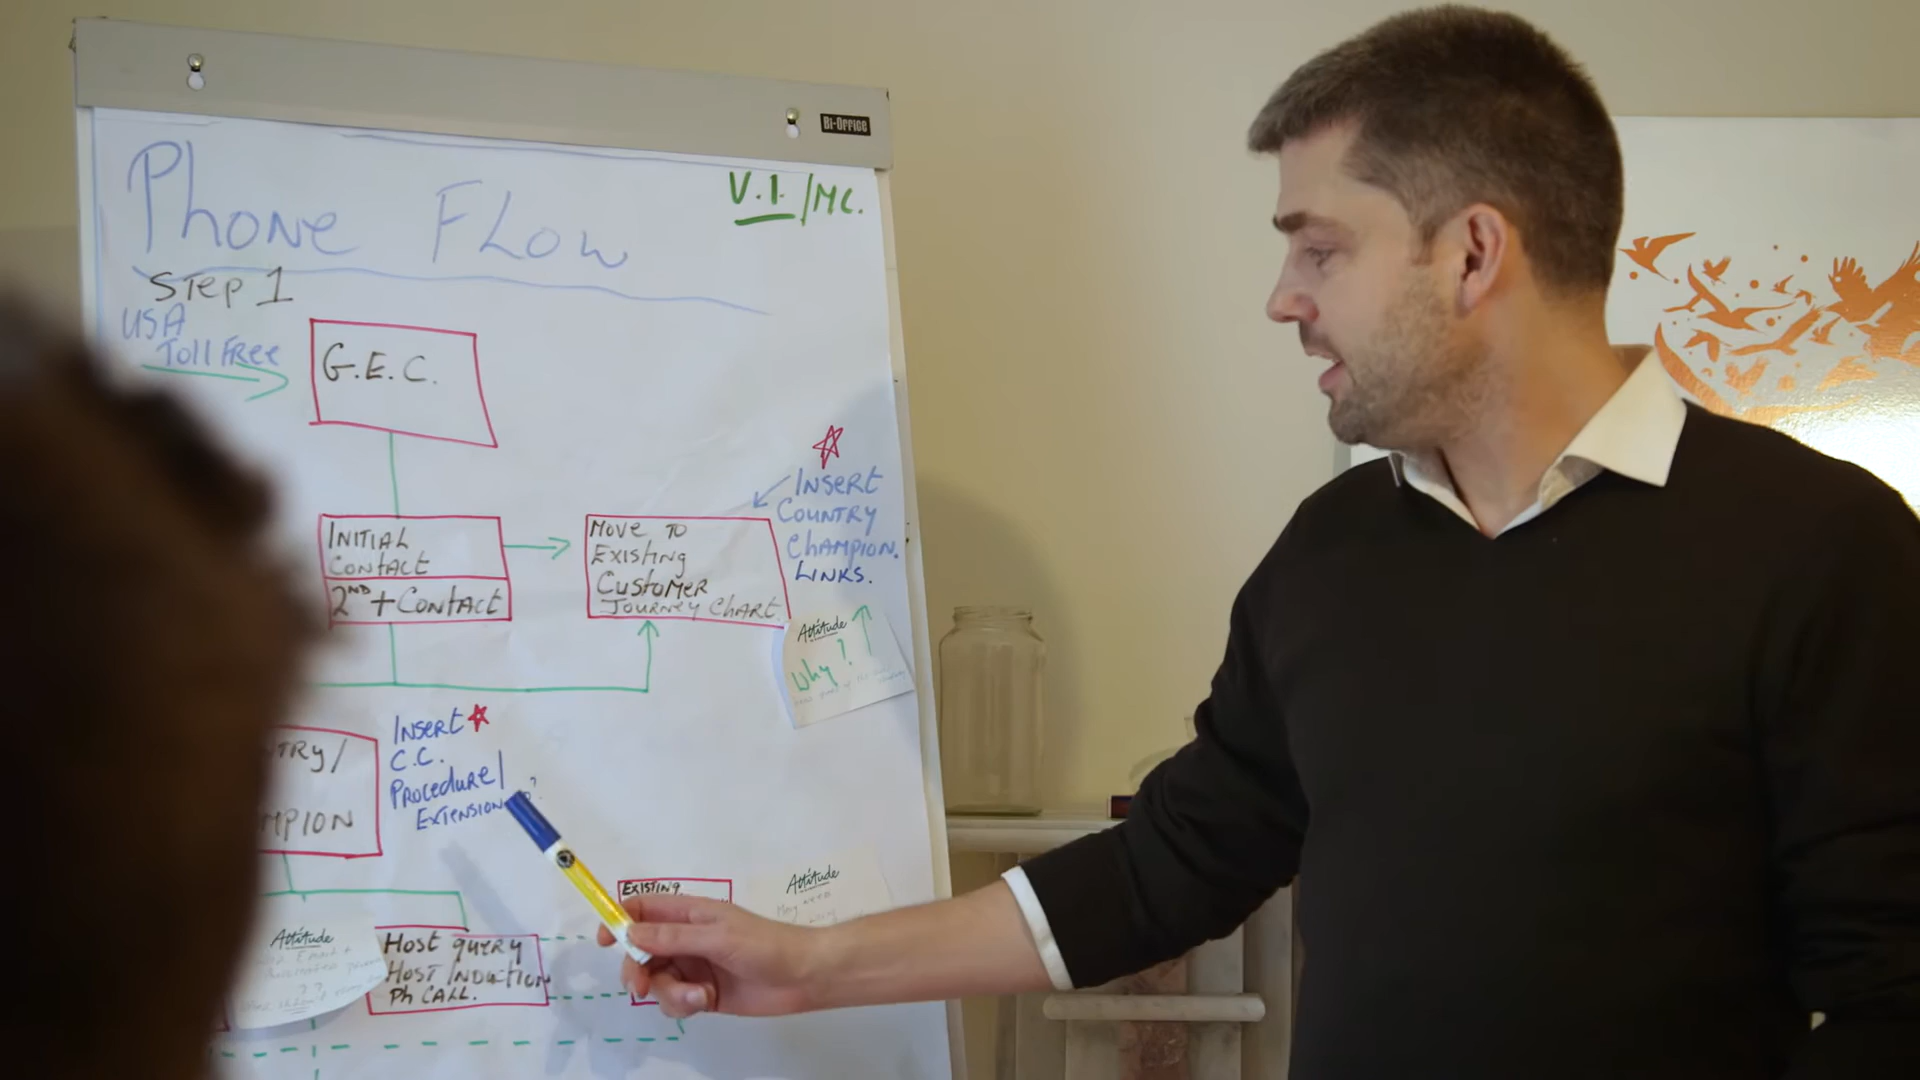 Bi-Office
Phone Flow
V.I./MC.
Step 1
USA
Toll Free
G.E.C.
Insert
Country
Champion.
Links.
Initial
Contact
2ND + Contact
Move to
Existing
Customer
Journey Chart.
Attitude
Why?
Insert
C.C.
Procedure/
Extension
Existing
Attitude
May need
Attitude
Host query
Host Induction
Ph Call.